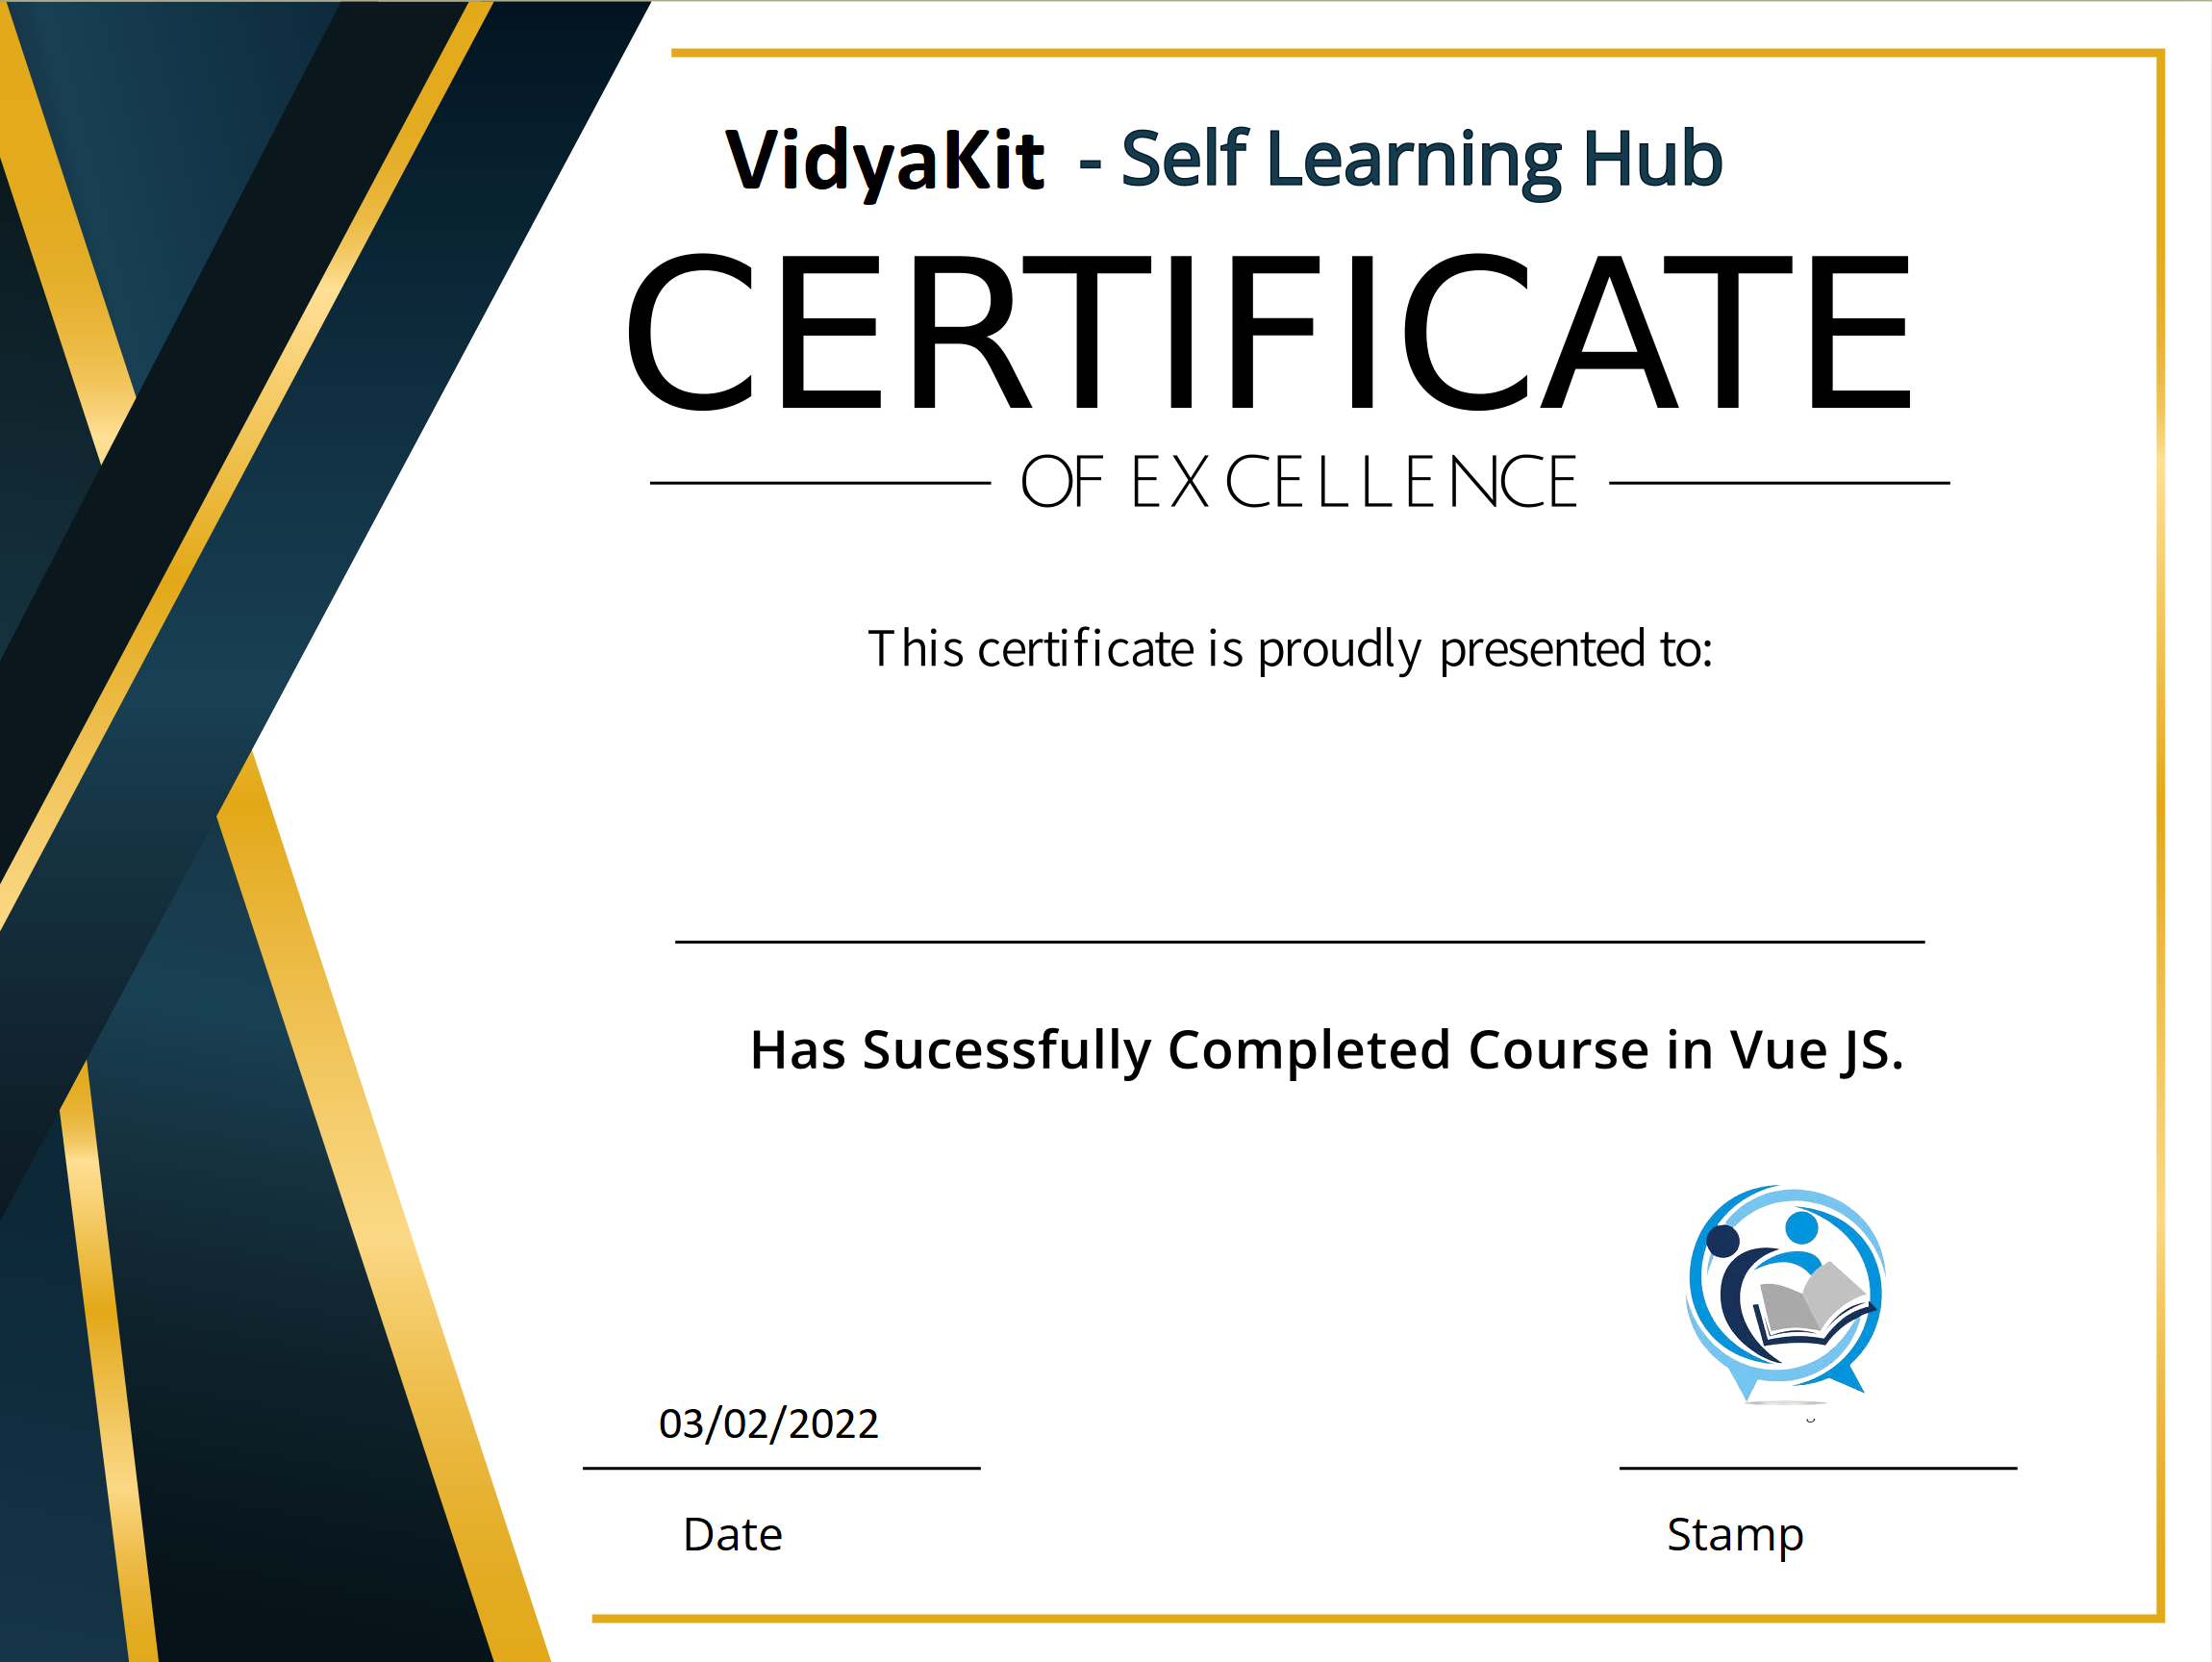 VidyaKit - Self Learning Hub
CERTIFICATE
OF EXCELLENCE
This certificate is proudly presented to:
Has Sucessfully Completed Course in Vue JS.
03/02/2022
Date
Stamp